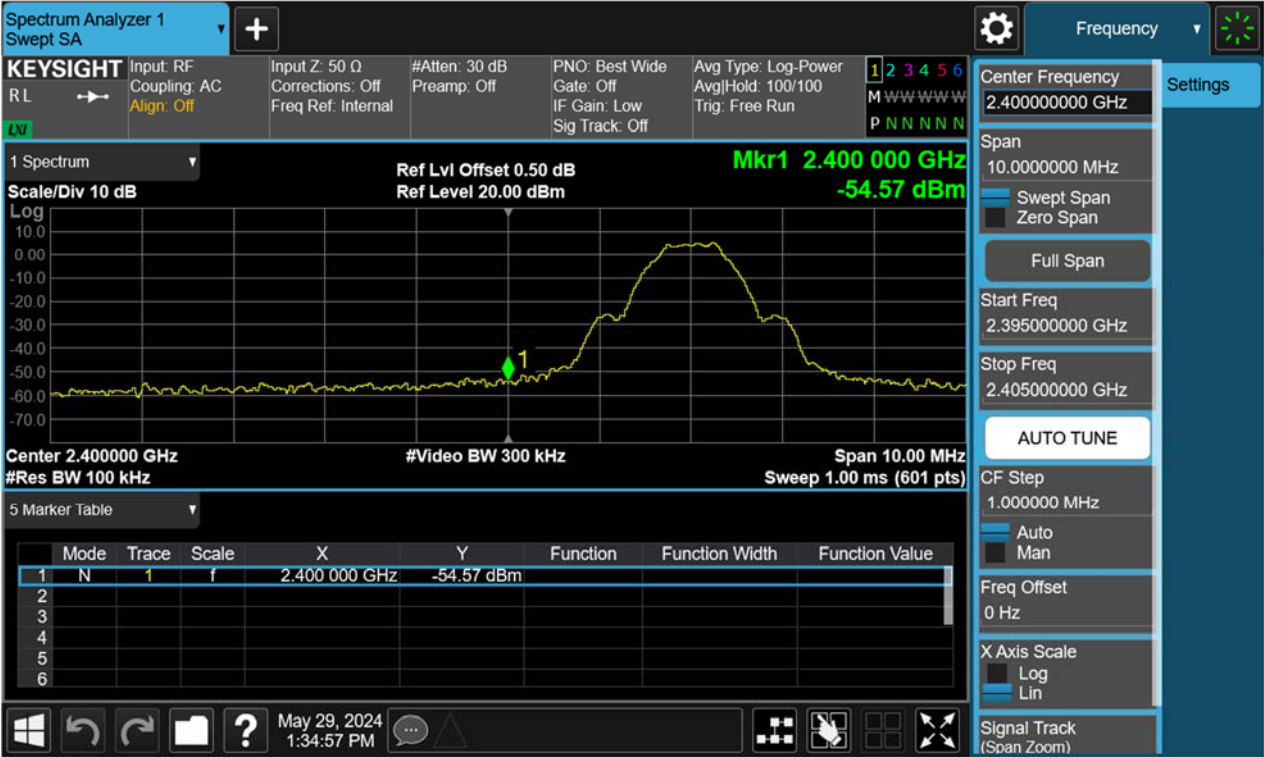 Spectrum Analyzer 1
Swept SA
+
Frequency
KEYSIGHT
R L
LXI
Input: RF
Coupling: AC
Align: Off
Input Z: 50 Ω
Corrections: Off
Freq Ref: Internal
#Atten: 30 dB
Preamp: Off
PNO: Best Wide
Gate: Off
IF Gain: Low
Sig Track: Off
Avg Type: Log-Power
Avg|Hold: 100/100
Trig: Free Run
1 2 3 4 5 6
M W W W W W
P N N N N N
1 Spectrum
Scale/Div 10 dB
Ref Lvl Offset 0.50 dB
Ref Level 20.00 dBm
Mkr1 2.400 000 GHz
-54.57 dBm
Log
10.0
0.00
-10.0
-20.0
-30.0
-40.0
-50.0
-60.0
-70.0
1
Center 2.400000 GHz
#Res BW 100 kHz
#Video BW 300 kHz
Span 10.00 MHz
Sweep 1.00 ms (601 pts)
5 Marker Table
Mode Trace Scale X Y Function Function Width Function Value
1 N 1 f 2.400 000 GHz -54.57 dBm
2
3
4
5
6
May 29, 2024
1:34:57 PM
?
Center Frequency
2.400000000 GHz
Span
10.0000000 MHz
Swept Span
Zero Span
Full Span
Start Freq
2.395000000 GHz
Stop Freq
2.405000000 GHz
AUTO TUNE
CF Step
1.000000 MHz
Auto
Man
Freq Offset
0 Hz
X Axis Scale
Log
Lin
Signal Track
(Span Zoom)
Settings